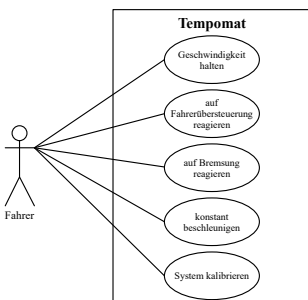 Tempomat
Geschwindigkeit
halten
auf
Fahrerübersteuerung
reagieren
auf Bremsung
reagieren
Fahrer
konstant
beschleunigen
System kalibrieren